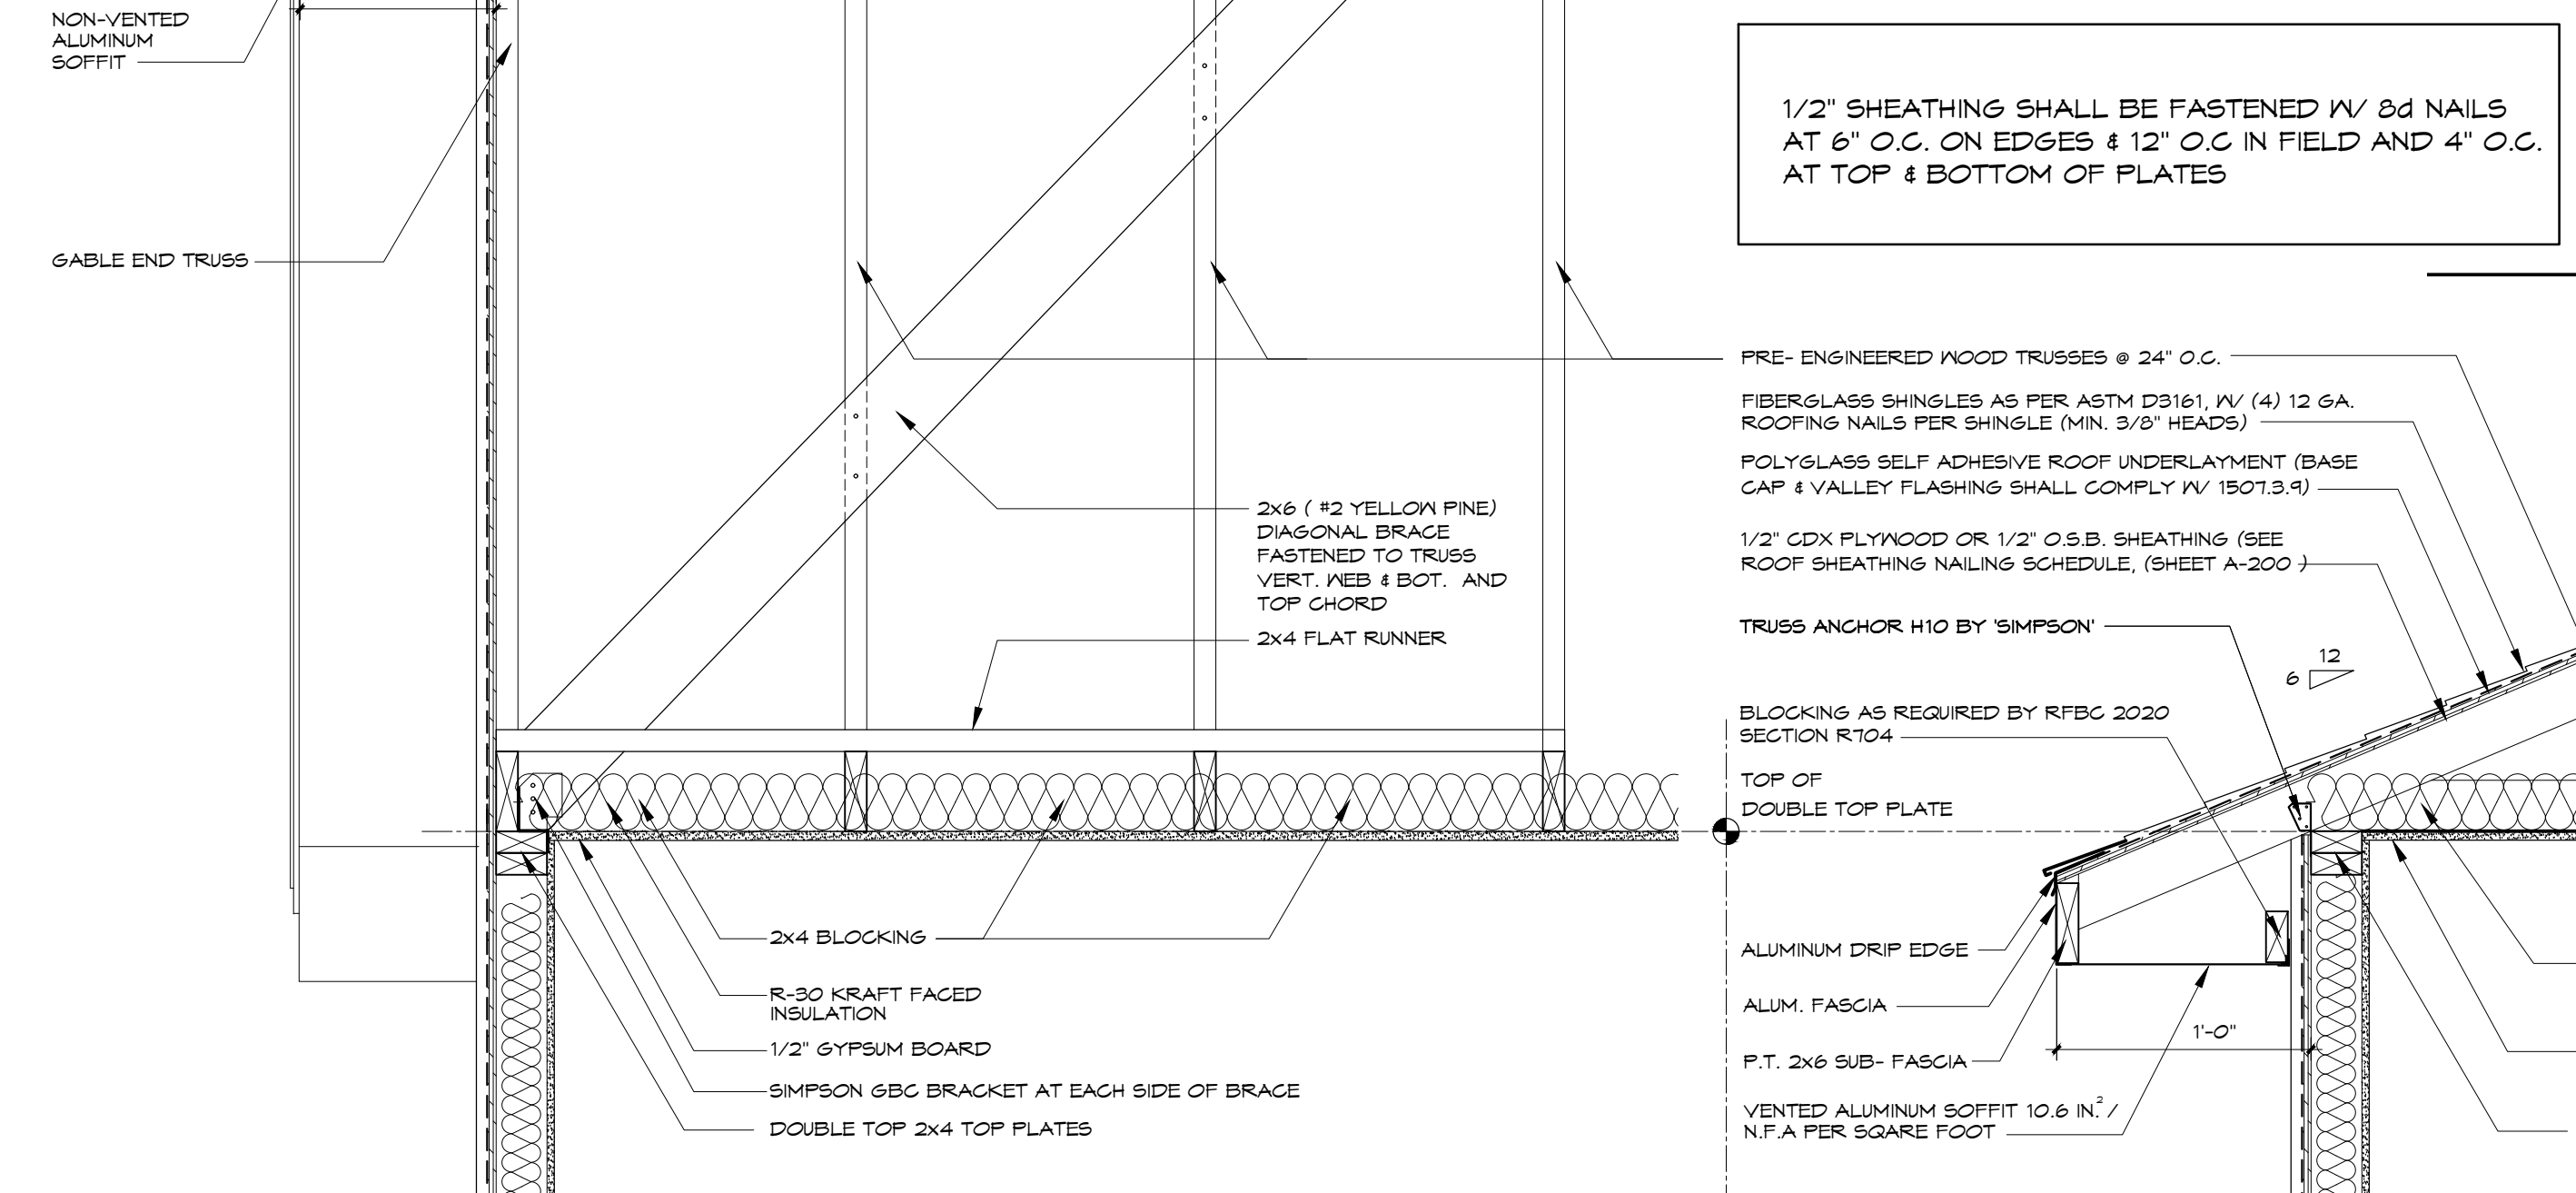 NON-VENTED
ALUMINUM
SOFFIT
GABLE END TRUSS
1/2" SHEATHING SHALL BE FASTENED W/ 8d NAILS
AT 6" O.C. ON EDGES & 12" O.C IN FIELD AND 4" O.C.
AT TOP & BOTTOM OF PLATES
2x6 ( #2 YELLOW PINE)
DIAGONAL BRACE
FASTENED TO TRUSS
VERT. WEB & BOT. AND
TOP CHORD
2x4 FLAT RUNNER
2x4 BLOCKING
R-30 KRAFT FACED
INSULATION
1/2" GYPSUM BOARD
SIMPSON GBC BRACKET AT EACH SIDE OF BRACE
DOUBLE TOP 2x4 TOP PLATES
PRE- ENGINEERED WOOD TRUSSES @ 24" O.C.
FIBERGLASS SHINGLES AS PER ASTM D3161, W/ (4) 12 GA.
ROOFING NAILS PER SHINGLE (MIN. 3/8" HEADS)
POLYGLASS SELF ADHESIVE ROOF UNDERLAYMENT (BASE
CAP & VALLEY FLASHING SHALL COMPLY W/ 1507.3.9)
1/2" CDX PLYWOOD OR 1/2" O.S.B. SHEATHING (SEE
ROOF SHEATHING NAILING SCHEDULE, (SHEET A-200 )
TRUSS ANCHOR H10 BY 'SIMPSON'
12
6
BLOCKING AS REQUIRED BY RFBC 2020
SECTION R704
TOP OF
DOUBLE TOP PLATE
ALUMINUM DRIP EDGE
ALUM. FASCIA
1'-0"
P.T. 2x6 SUB- FASCIA
VENTED ALUMINUM SOFFIT 10.6 IN.² /
N.F.A PER SQARE FOOT